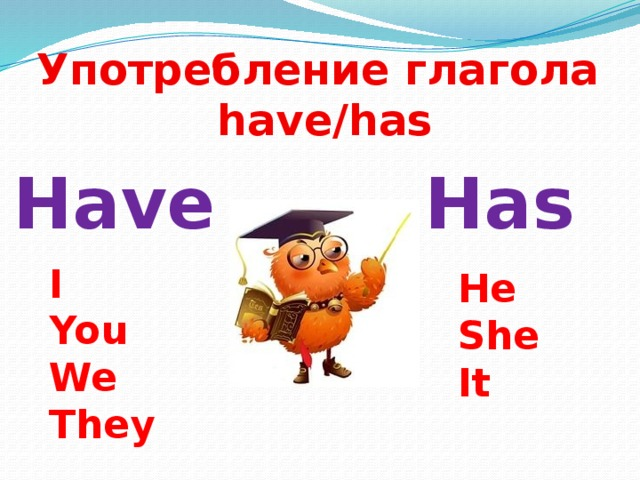 Употребление глагола
have/has
Have
Has
I
You
We
They
He
She
It